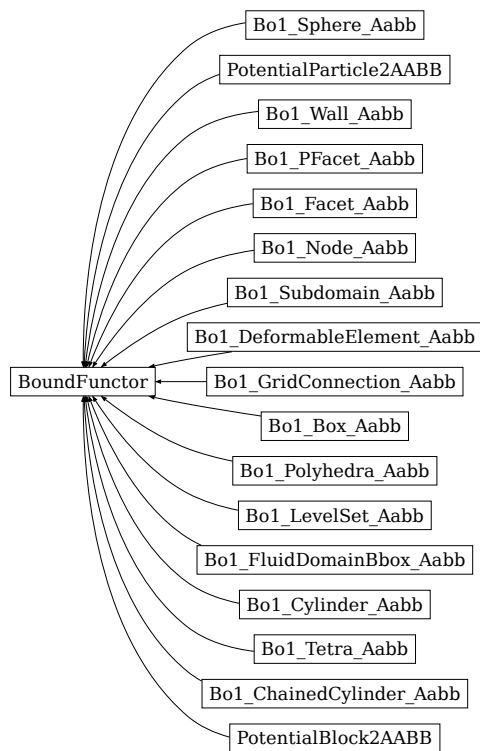 Bo1_Sphere_Aabb
PotentialParticle2AABB
Bo1_Wall_Aabb
Bo1_PFacet_Aabb
Bo1_Facet_Aabb
Bo1_Node_Aabb
Bo1_Subdomain_Aabb
Bo1_DeformableElement_Aabb
BoundFunctor
Bo1_GridConnection_Aabb
Bo1_Box_Aabb
Bo1_Polyhedra_Aabb
Bo1_LevelSet_Aabb
Bo1_FluidDomainBbox_Aabb
Bo1_Cylinder_Aabb
Bo1_Tetra_Aabb
Bo1_ChainedCylinder_Aabb
PotentialBlock2AABB